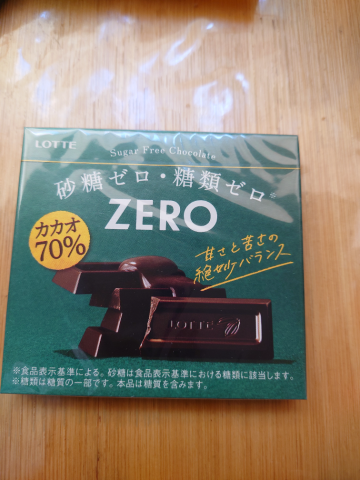 LOTTE
Sugar Free Chocolate
砂糖ゼロ・糖類ゼロ※
ZERO
カカオ
70%
甘さと苦さの
絶妙バランス
LOTTE
※食品表示基準による。砂糖は食品表示基準における糖類に該当します。
※糖類は糖質の一部です。本品は糖質を含みます。